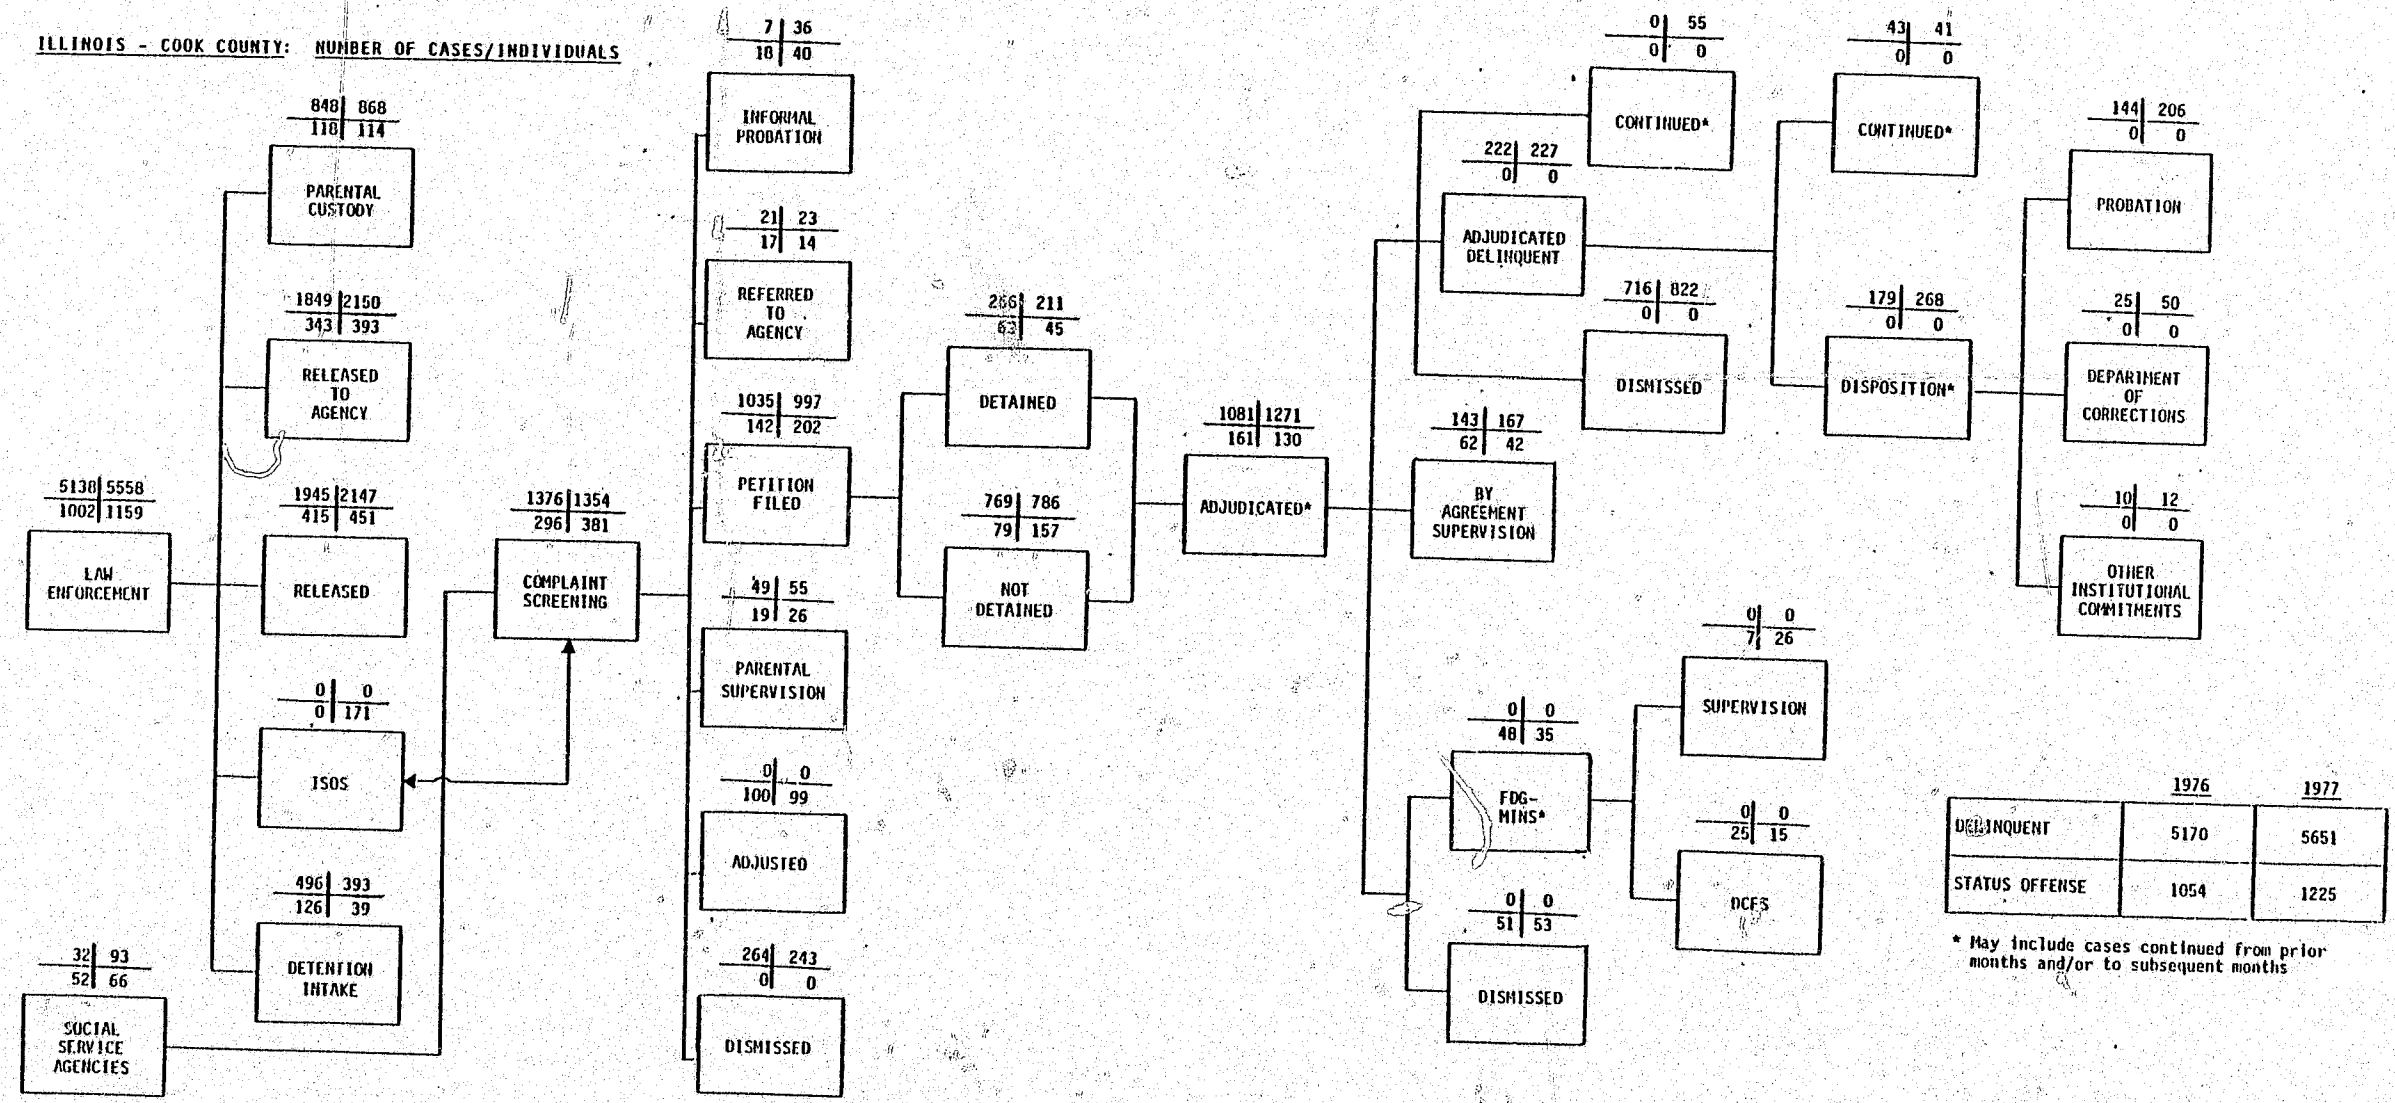 ILLINOIS - COOK COUNTY: NUMBER OF CASES/INDIVIDUALS
5138 5558
1002 1159
LAW
ENFORCEMENT
32 93
52 66
SOCIAL
SERVICE
AGENCIES
848 868
118 114
PARENTAL
CUSTODY
1849 2150
343 393
RELEASED
TO
AGENCY
1945 2147
415 451
RELEASED
0 0
0 171
ISOS
496 393
126 39
DETENTION
INTAKE
1376 1354
296 381
COMPLAINT
SCREENING
7 36
18 40
INFORMAL
PROBATION
21 23
17 14
REFERRED
TO
AGENCY
1035 997
142 202
PETITION
FILED
49 55
19 26
PARENTAL
SUPERVISION
0 0
100 99
ADJUSTED
264 243
0 0
DISMISSED
266 211
63 45
DETAINED
769 786
79 157
NOT
DETAINED
1081 1271
161 130
ADJUDICATED*
222 227
0 0
ADJUDICATED
DELINQUENT
143 167
62 42
BY
AGREEMENT
SUPERVISION
0 0
48 35
FDG-
MINS*
0 0
51 53
DISMISSED
0 55
0 0
CONTINUED*
716 822
0 0
DISMISSED
0 0
7 26
SUPERVISION
0 0
25 15
DCFS
43 41
0 0
CONTINUED*
179 268
0 0
DISPOSITION*
144 206
0 0
PROBATION
25 50
0 0
DEPARTMENT
OF
CORRECTIONS
10 12
0 0
OTHER
INSTITUTIONAL
COMMITMENTS
1976 1977
DELINQUENT 5170 5651
STATUS OFFENSE 1054 1225
* May include cases continued from prior
months and/or to subsequent months